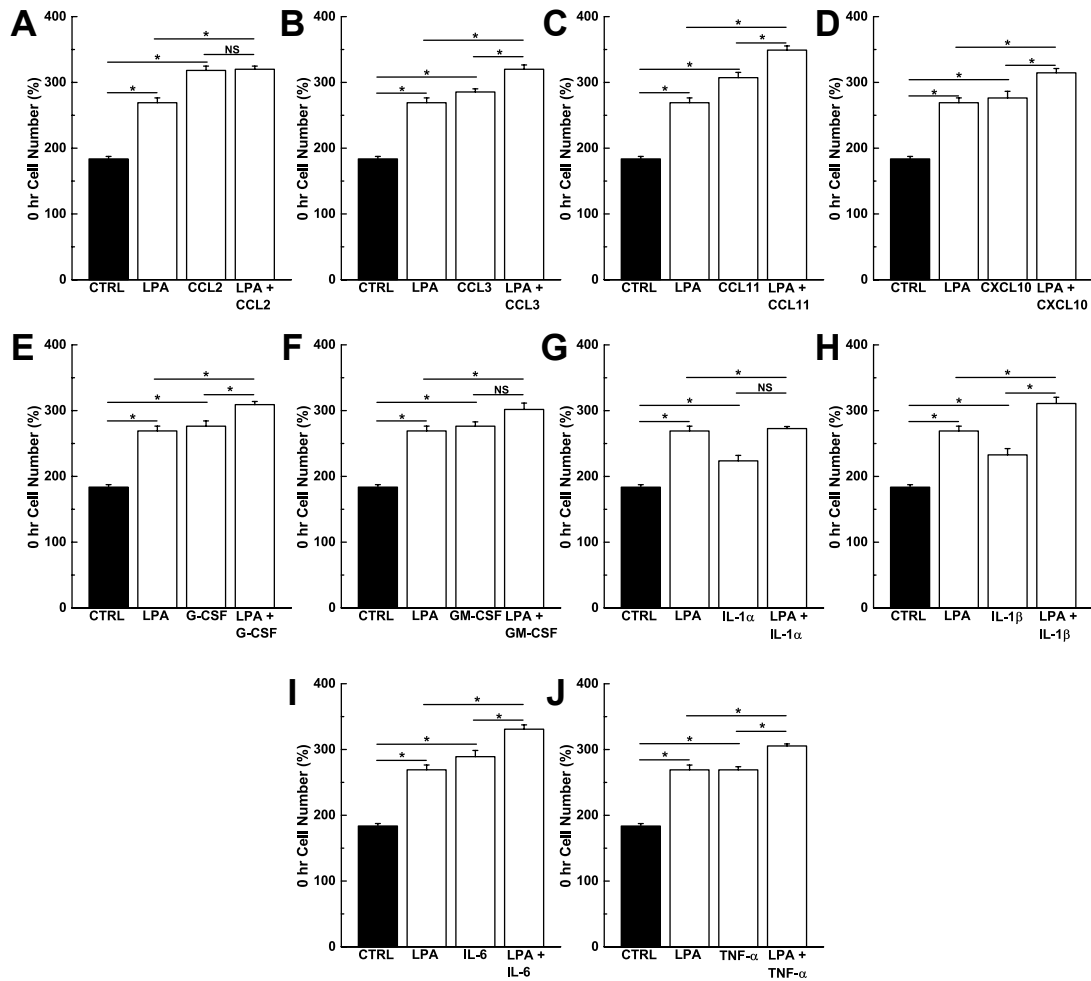 A
0 hr Cell Number (%)
400
300
200
100
0
*
NS
*
*
CTRL LPA CCL2 LPA +
CCL2
B
0 hr Cell Number (%)
400
300
200
100
0
*
*
*
*
CTRL LPA CCL3 LPA +
CCL3
C
0 hr Cell Number (%)
400
300
200
100
0
*
*
*
*
CTRL LPA CCL11 LPA +
CCL11
D
0 hr Cell Number (%)
400
300
200
100
0
*
*
*
*
CTRL LPA CXCL10 LPA +
CXCL10
E
0 hr Cell Number (%)
400
300
200
100
0
*
*
*
*
CTRL LPA G-CSF LPA +
G-CSF
F
0 hr Cell Number (%)
400
300
200
100
0
*
NS
*
*
CTRL LPA GM-CSF LPA +
GM-CSF
G
0 hr Cell Number (%)
400
300
200
100
0
*
NS
*
*
CTRL LPA IL-1α LPA +
IL-1α
H
0 hr Cell Number (%)
400
300
200
100
0
*
*
*
*
CTRL LPA IL-1β LPA +
IL-1β
I
0 hr Cell Number (%)
400
300
200
100
0
*
*
*
*
CTRL LPA IL-6 LPA +
IL-6
J
0 hr Cell Number (%)
400
300
200
100
0
*
*
*
*
CTRL LPA TNF-α LPA +
TNF-α